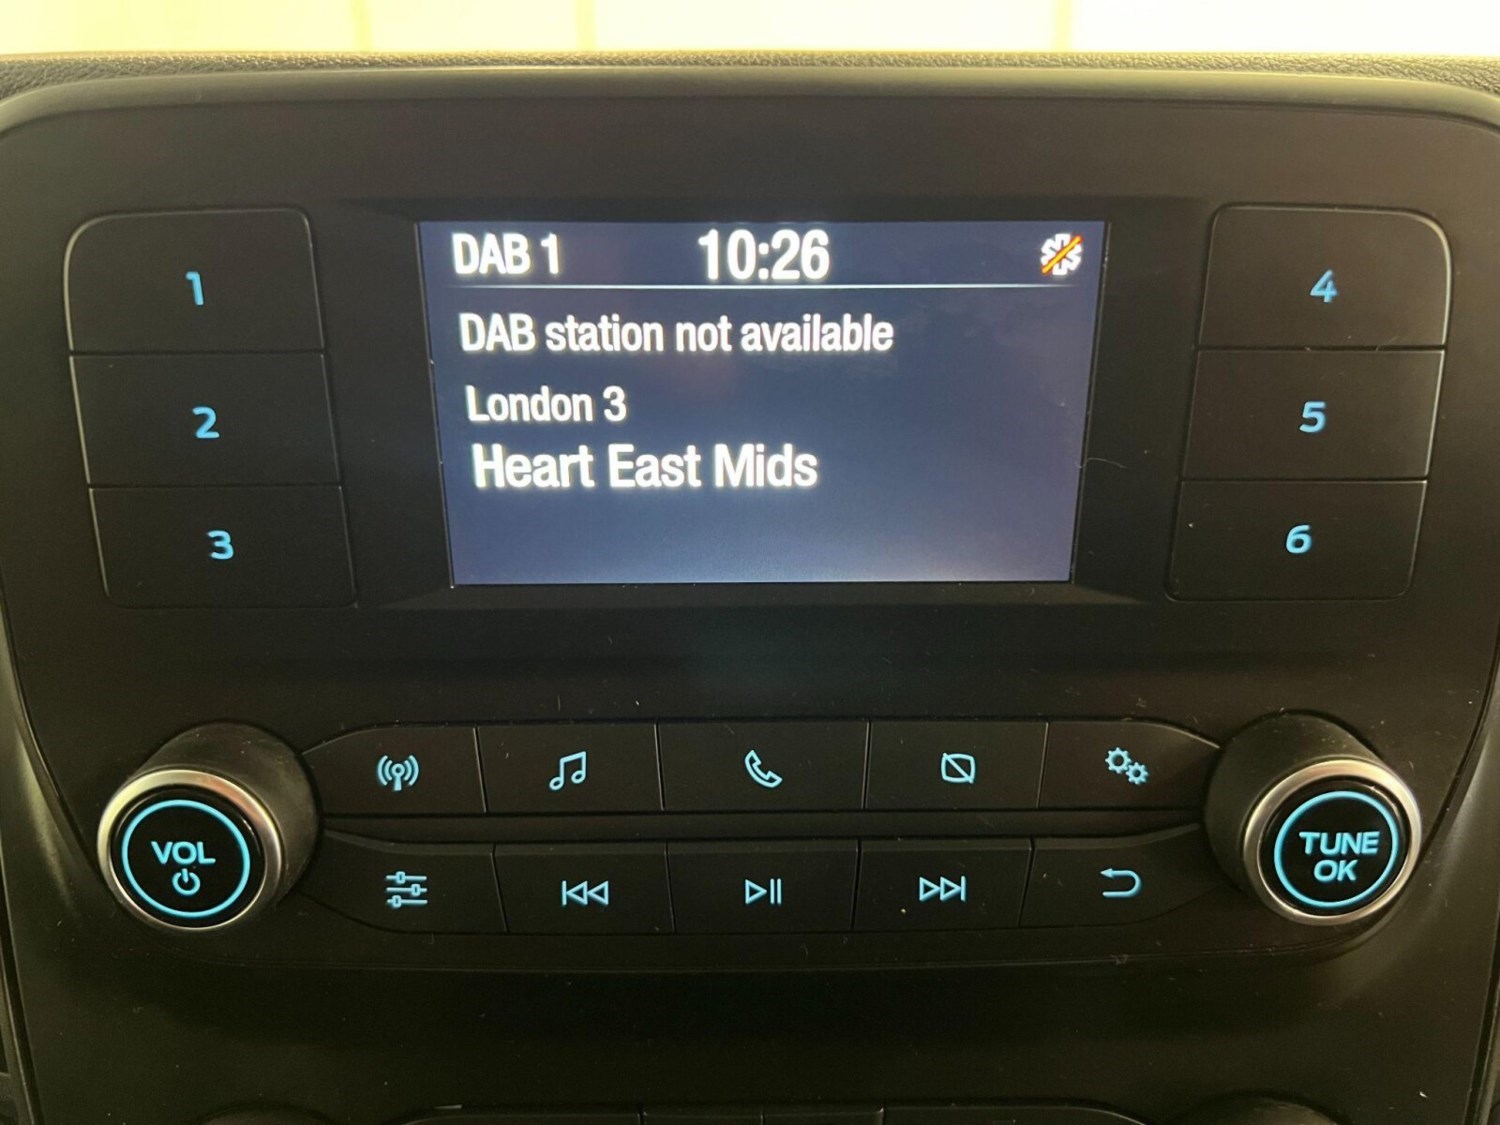 DAB 1 10:26
DAB station not available
London 3
Heart East Mids
1
2
3
4
5
6
VOL
TUNE
OK